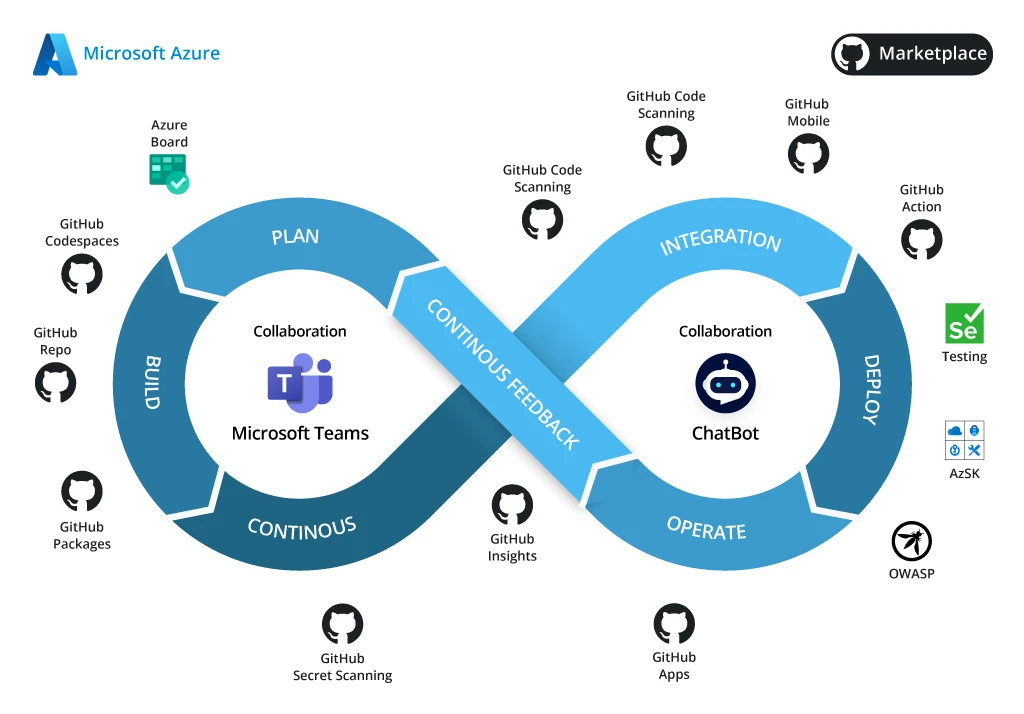 Microsoft Azure
Marketplace
GitHub Code
Scanning
GitHub
Mobile
Azure
Board
GitHub Code
Scanning
GitHub
Action
GitHub
Codespaces
PLAN
INTEGRATION
GitHub
Repo
Collaboration
T
Microsoft Teams
CONTINOUS FEEDBACK
Collaboration
ChatBot
Se
Testing
BUILD
DEPLOY
AzSK
GitHub
Packages
CONTINOUS
GitHub
Insights
OPERATE
OWASP
GitHub
Secret Scanning
GitHub
Apps